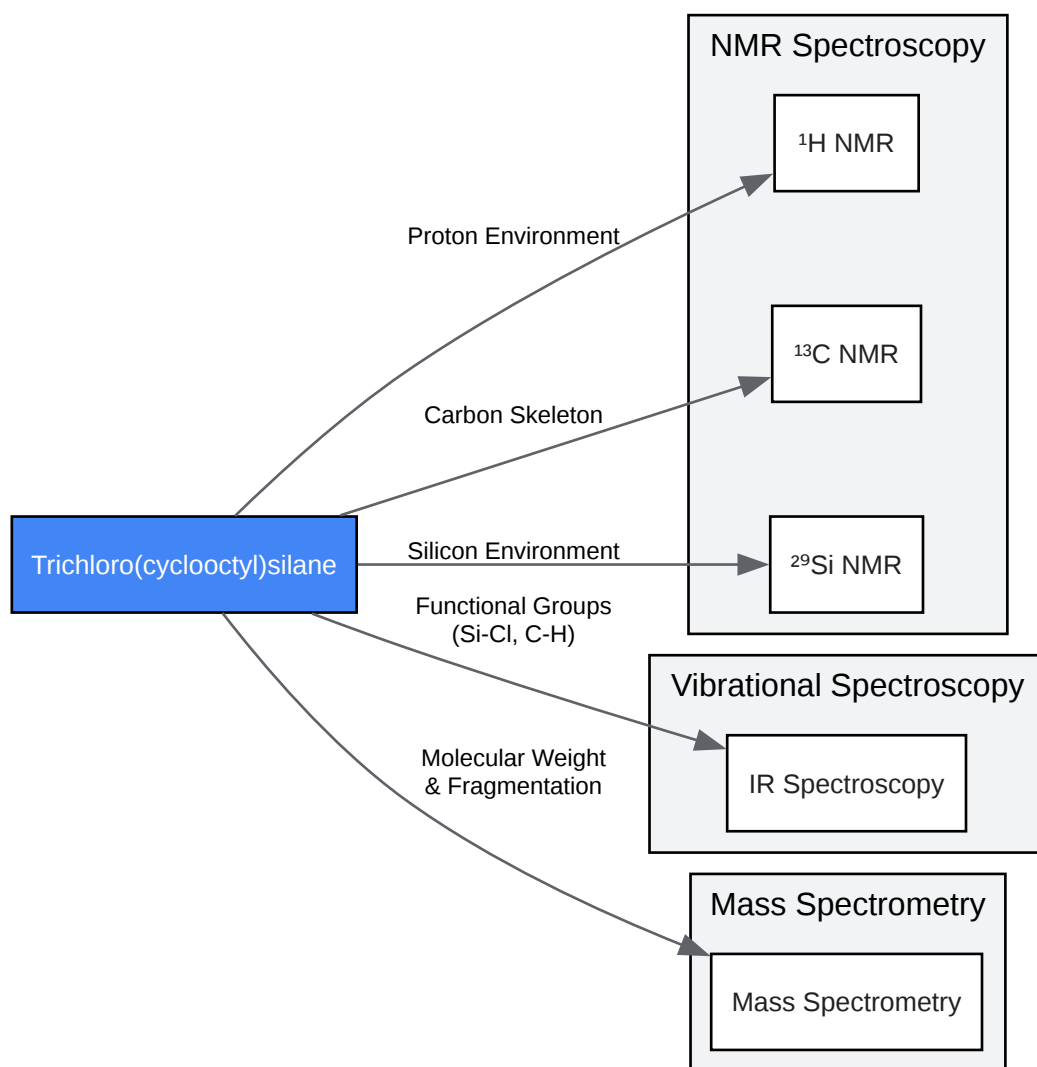 NMR Spectroscopy
¹H NMR
Proton Environment
¹³C NMR
Carbon Skeleton
Trichloro(cyclooctyl)silane
Silicon Environment
²⁹Si NMR
Functional Groups
(Si-Cl, C-H)
Vibrational Spectroscopy
IR Spectroscopy
Molecular Weight
& Fragmentation
Mass Spectrometry
Mass Spectrometry